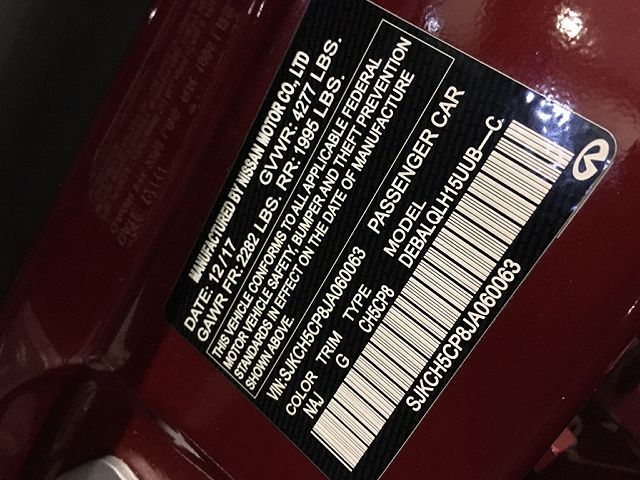 MANUFACTURED BY NISSAN MOTOR CO., LTD
DATE: 12/17 GVWR: 4277 LBS.
GAWR FR: 2282 LBS. RR: 1995 LBS.
THIS VEHICLE CONFORMS TO ALL APPLICABLE FEDERAL
MOTOR VEHICLE SAFETY, BUMPER AND THEFT PREVENTION
STANDARDS IN EFFECT ON THE DATE OF MANUFACTURE
SHOWN ABOVE
VIN:SJKCH5CP8JA060063 PASSENGER CAR
COLOR TRIM TYPE MODEL
NAJ G CH5CP8 DEBALQLH15UUB—C
SJKCH5CP8JA060063